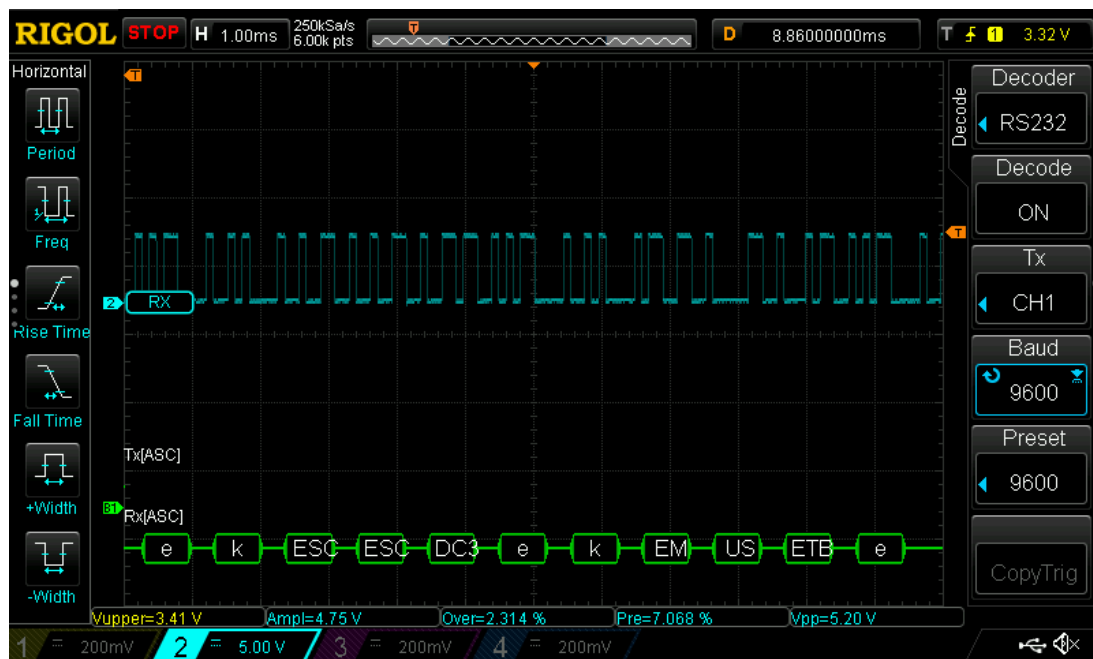 RIGOL STOP H 1.00ms 250kSa/s 6.00k pts D 8.86000000ms T 1 3.32 V
Horizontal
Period
Freq
Rise Time
Fall Time
+Width
-Width
T
T
2 RX
Tx[ASC]
B1 Rx[ASC]
e k ESC ESC DC3 e k EM US ETB e
Decode
Decoder
RS232
Decode
ON
Tx
CH1
Baud
9600
Preset
9600
CopyTrig
Vupper=3.41 V Ampl=4.75 V Over=2.314 % Pre=7.068 % Vpp=5.20 V
1 = 200mV 2 = 5.00 V 3 = 200mV 4 = 200mV